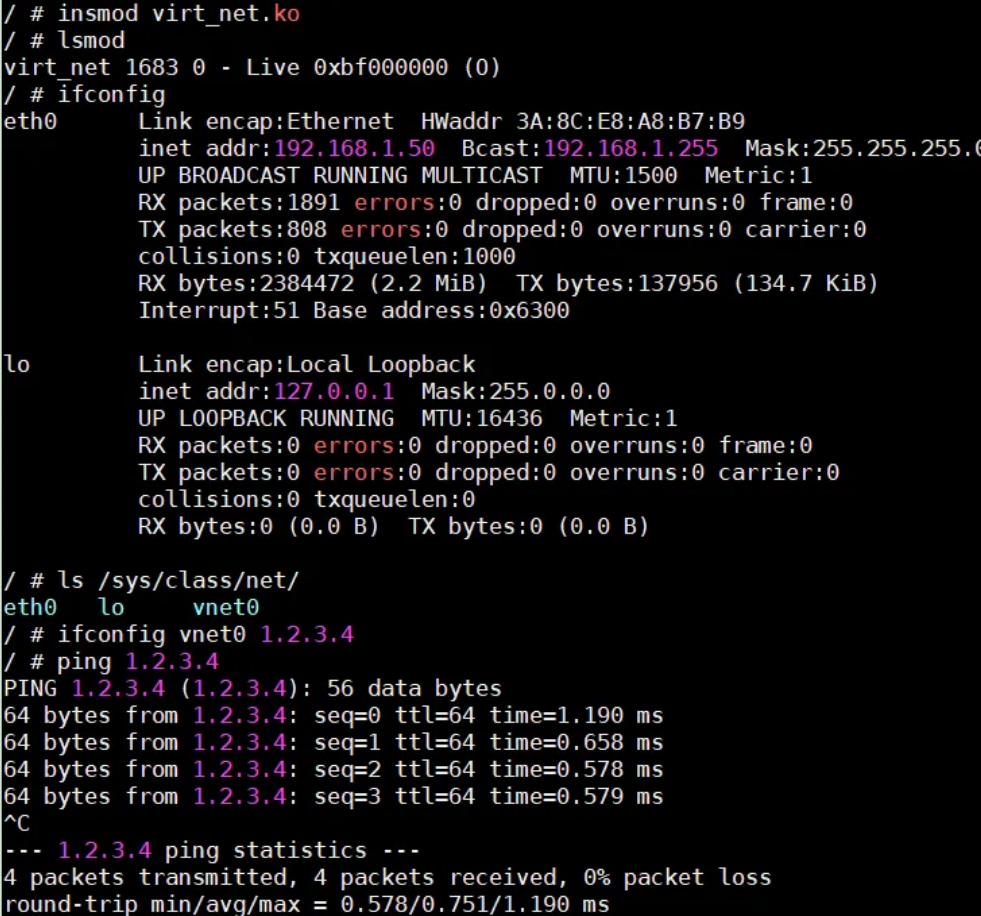 / # insmod virt_net.ko
/ # lsmod
virt_net 1683 0 - Live 0xbf000000 (O)
/ # ifconfig
eth0      Link encap:Ethernet  HWaddr 3A:8C:E8:A8:B7:B9
          inet addr:192.168.1.50  Bcast:192.168.1.255  Mask:255.255.255.0
          UP BROADCAST RUNNING MULTICAST  MTU:1500  Metric:1
          RX packets:1891 errors:0 dropped:0 overruns:0 frame:0
          TX packets:808 errors:0 dropped:0 overruns:0 carrier:0
          collisions:0 txqueuelen:1000
          RX bytes:2384472 (2.2 MiB)  TX bytes:137956 (134.7 KiB)
          Interrupt:51 Base address:0x6300

lo        Link encap:Local Loopback
          inet addr:127.0.0.1  Mask:255.0.0.0
          UP LOOPBACK RUNNING  MTU:16436  Metric:1
          RX packets:0 errors:0 dropped:0 overruns:0 frame:0
          TX packets:0 errors:0 dropped:0 overruns:0 carrier:0
          collisions:0 txqueuelen:0
          RX bytes:0 (0.0 B)  TX bytes:0 (0.0 B)

/ # ls /sys/class/net/
eth0   lo     vnet0
/ # ifconfig vnet0 1.2.3.4
/ # ping 1.2.3.4
PING 1.2.3.4 (1.2.3.4): 56 data bytes
64 bytes from 1.2.3.4: seq=0 ttl=64 time=1.190 ms
64 bytes from 1.2.3.4: seq=1 ttl=64 time=0.658 ms
64 bytes from 1.2.3.4: seq=2 ttl=64 time=0.578 ms
64 bytes from 1.2.3.4: seq=3 ttl=64 time=0.579 ms
^C
--- 1.2.3.4 ping statistics ---
4 packets transmitted, 4 packets received, 0% packet loss
round-trip min/avg/max = 0.578/0.751/1.190 ms